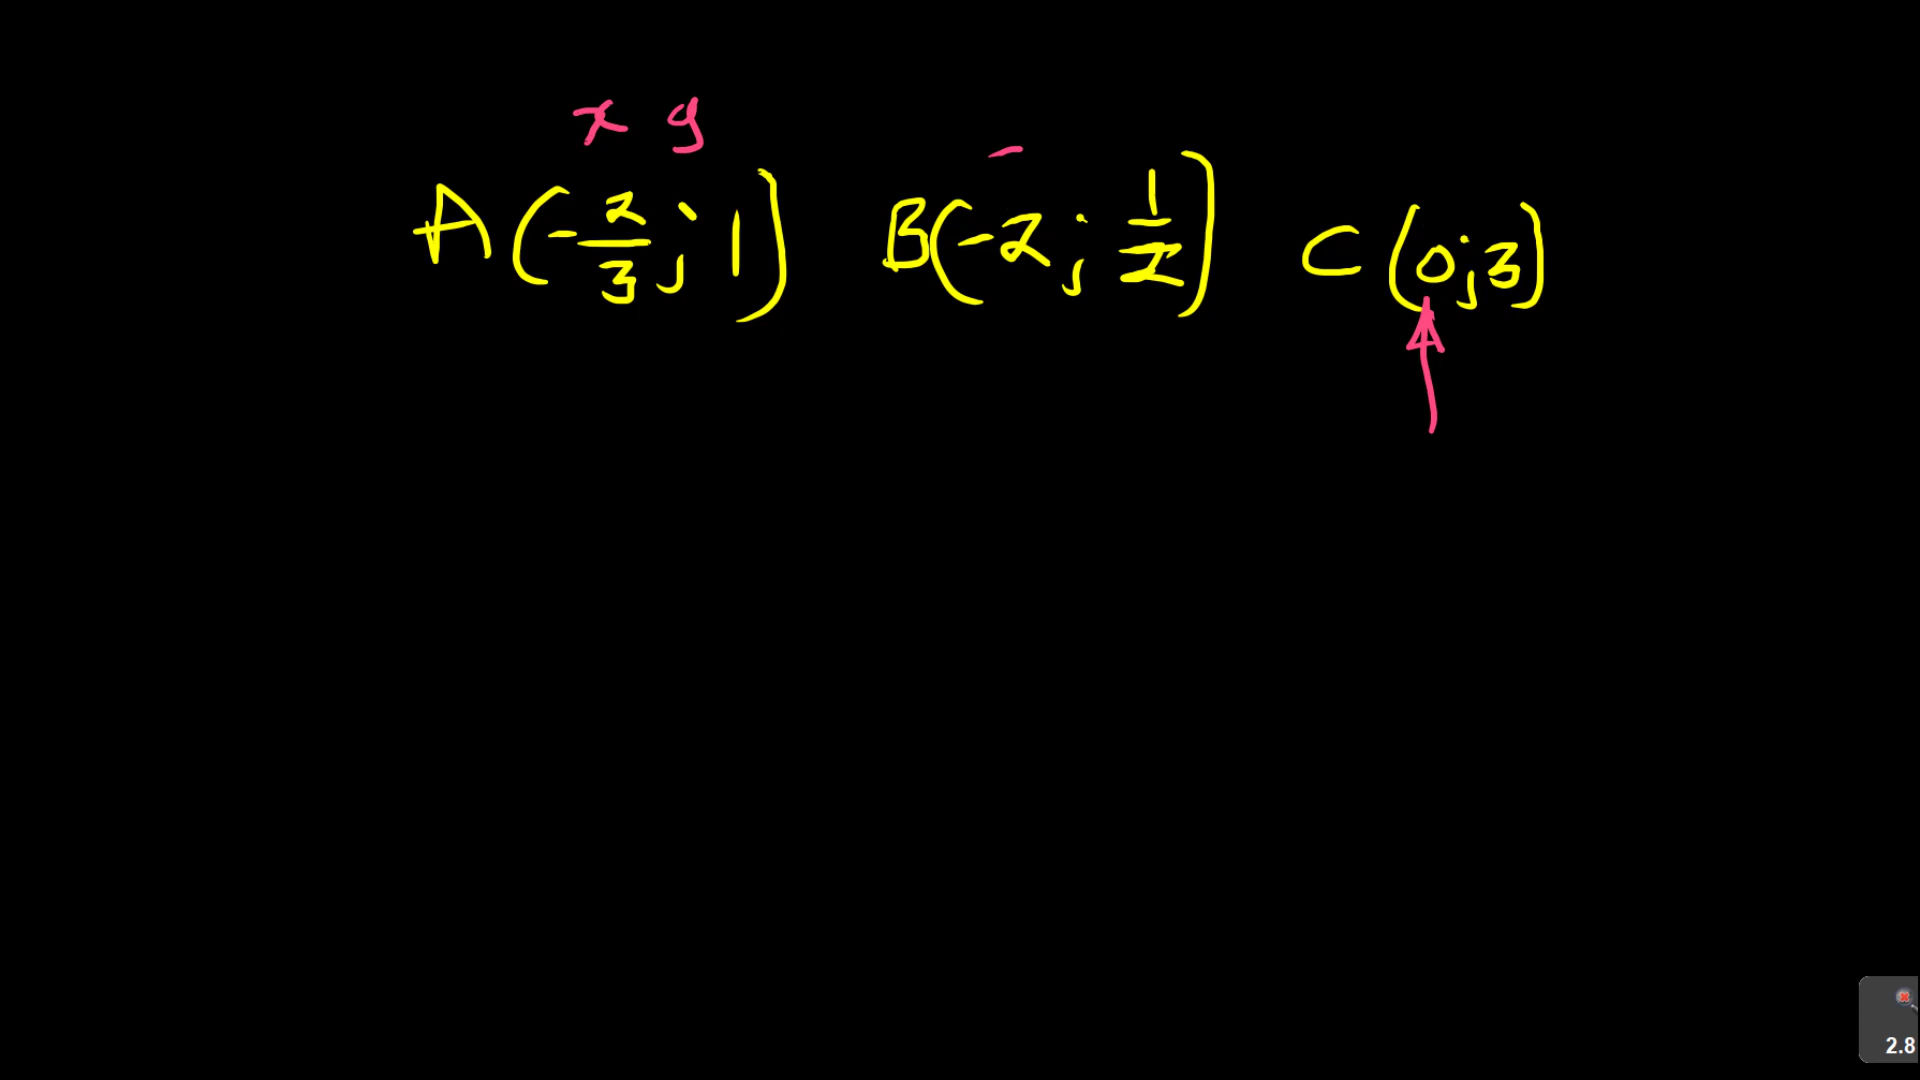 x y
A(-2/3; 1) B(-2; 1/2) C(0;3)
2.8